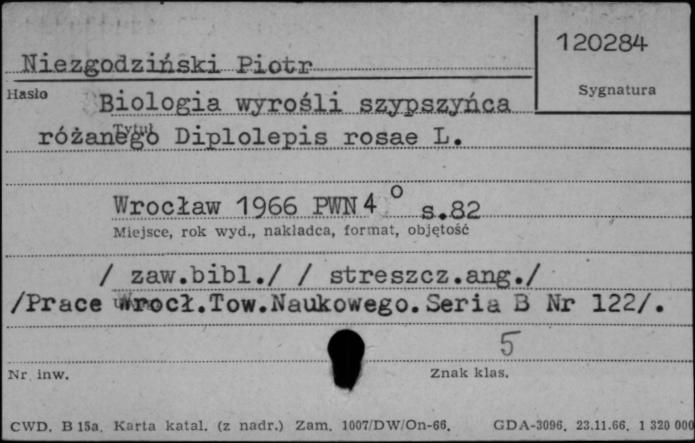 120284
Niezgodziński Piotr
Hasło
Sygnatura
Biologia wyrośli szypszyńca
Tytuł
różanego Diplolepis rosae L.
Wrocław 1966 PWN 4 o s.82
Miejsce, rok wyd., nakładca, format, objętość
/ zaw.bibl./ / streszcz.ang./
/Prace Wrocł.Tow.Naukowego.Seria B Nr 122/.
5
Nr inw.
Znak klas.
CWD. B 15a. Karta katal. (z nadr.) Zam. 1007/DW/On-66. GDA-3096. 23.11.66. 1 320 000